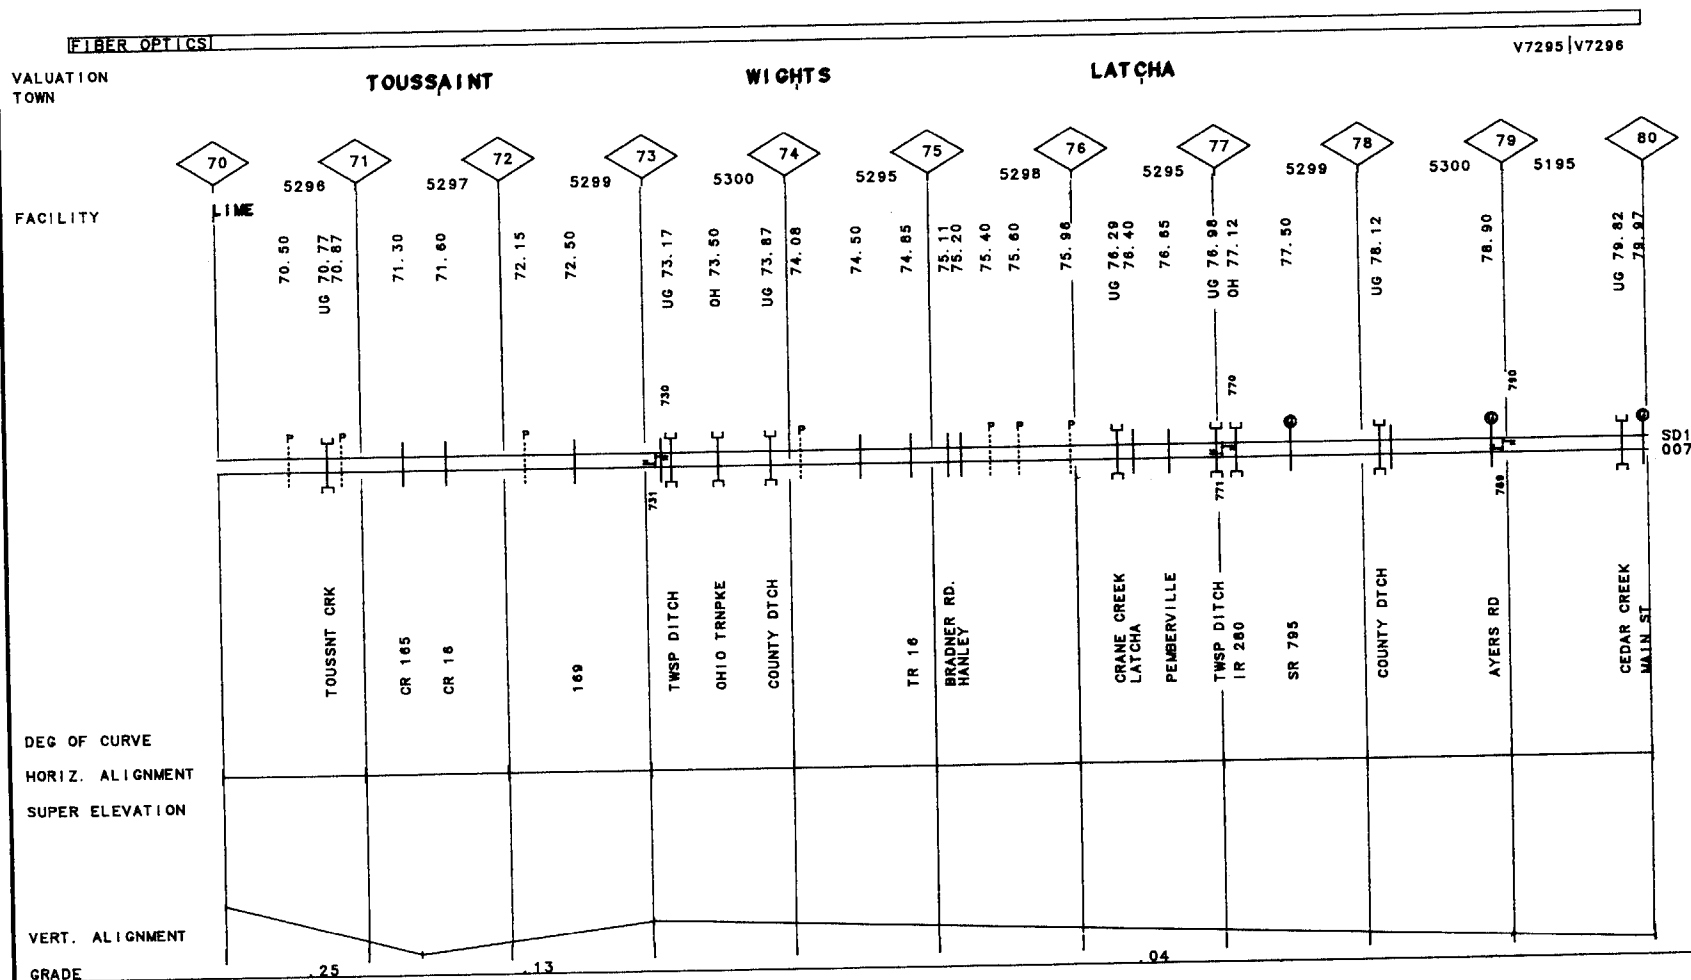 FIBER OPTICS
V7295|V7296
VALUATION
TOWN
TOUSSAINT
WIGHTS
LATCHA
70
71
72
73
74
75
76
77
78
79
80
5296
5297
5299
5300
5295
5298
5295
5299
5300
5195
FACILITY
LIME
70.50
UG 70.77
70.87
71.30
71.60
72.15
72.50
UG 73.17
OH 73.50
UG 73.87
74.08
74.50
74.85
75.11
75.20
75.40
75.60
75.96
UG 76.29
76.40
76.65
UG 76.98
OH 77.12
77.50
UG 78.12
78.90
UG 79.82
79.97
730
770
790
P
P
P
P
P
P
P
SD1
007
731
771
789
TOUSSNT CRK
CR 165
CR 16
169
TWSP DITCH
OHIO TRNPKE
COUNTY DTCH
TR 16
BRADNER RD.
HANLEY
CRANE CREEK
LATCHA
PEMBERVILLE
TWSP DITCH
IR 280
SR 795
COUNTY DTCH
AYERS RD
CEDAR CREEK
MAIN ST
DEG OF CURVE
HORIZ. ALIGNMENT
SUPER ELEVATION
VERT. ALIGNMENT
GRADE
.25
.13
.04